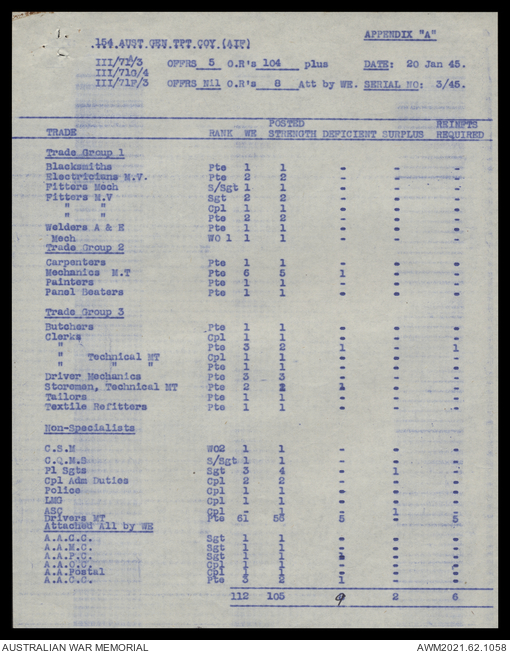 1.
154 AUST GEN TPT COY (AIF)
APPENDIX "A"
III/71F/3 OFFRS 5 O.R's 104 plus DATE: 20 Jan 45.
III/71G/4
III/71P/3 OFFRS Nil O.R's 8 Att by WE. SERIAL NO: 3/45.
TRADE RANK WE POSTED STRENGTH DEFICIENT SURPLUS REINFTS REQUIRED
Trade Group 1
Blacksmiths Pte 1 1 - - -
Electricians M.V. Pte 2 2 - - -
Fitters Mech S/Sgt 1 1 - - -
Fitters M.V Sgt 2 2 - - -
" " Cpl 1 1 - - -
" " Pte 2 2 - - -
Welders A & E Pte 1 1 - - -
Mech WO 1 1 1 - - -
Trade Group 2
Carpenters Pte 1 1 - - -
Mechanics M.T Pte 6 5 1 - -
Painters Pte 1 1 - - -
Panel Beaters Pte 1 1 - - -
Trade Group 3
Butchers Pte 1 1 - - -
Clerks Cpl 1 1 - - -
" Pte 3 2 1 - 1
" Technical MT Cpl 1 1 - - -
" " " Pte 1 1 - - -
Driver Mechanics Pte 3 3 - - -
Storeman, Technical MT Pte 2 1 - -
Tailors Pte 1 1 - - -
Textile Refitters Pte 1 1 - - -
Non-Specialists
C.S.M WO2 1 1 - - -
C.Q.M.S S/Sgt 1 1 - - -
Pl Sgts Sgt 3 4 - 1 -
Cpl Adm Duties Cpl 2 2 - - -
Police Cpl 1 1 - - -
LMG Cpl 1 1 - - -
ASC Cpl - 1 - 1 -
Drivers MT Pte 61 56 5 - 5
Attached All by WE
A.A.C.C. Sgt 1 1 - - -
A.A.M.C. Sgt 1 1 - - -
A.A.P.C. Sgt 1 1 - -
A.A.O.C. Cpl 1 1 - - -
A.A.Postal Cpl 1 1 - - -
A.A.C.C. Pte 3 2 1 - -
112 105 9 2 6
AUSTRALIAN WAR MEMORIAL
AWM2021.62.1058